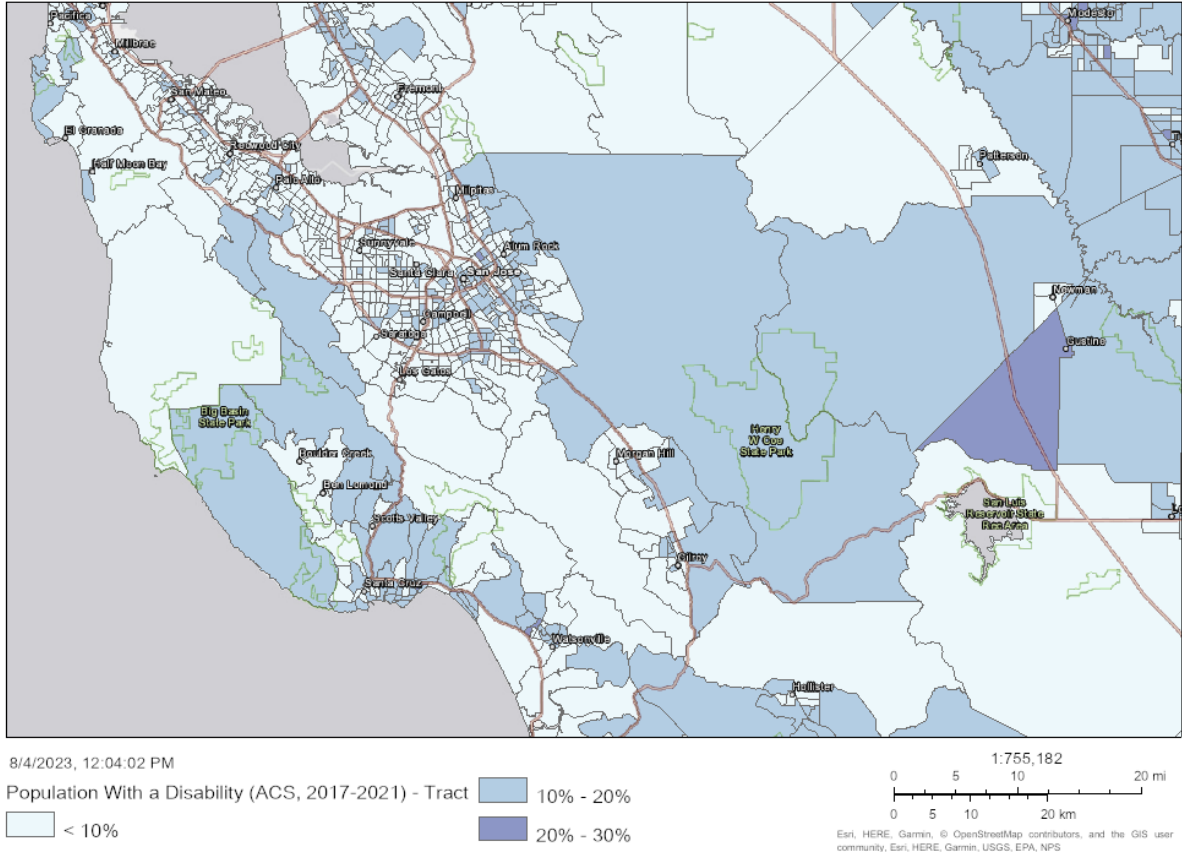 Pacifica
Modesto
Millbrae
San Mateo
Fremont
El Granada
Redwood City
Half Moon Bay
Palo Alto
Patterson
Milpitas
Sunnyvale
Alum Rock
Santa Clara
San Jose
Newman
Campbell
Saratoga
Gustine
Los Gatos
Big Basin
State Park
Henry
W Coe
State Park
Boulder Creek
Morgan Hill
Ben Lomond
San Luis
Reservoir State
Rec Area
Scotts Valley
Gilroy
Santa Cruz
Watsonville
Hollister
8/4/2023, 12:04:02 PM
Population With a Disability (ACS, 2017-2021) - Tract
< 10%
10% - 20%
20% - 30%
1:755,182
0 5 10 20 mi
0 5 10 20 km
Esri, HERE, Garmin, © OpenStreetMap contributors, and the GIS user
community, Esri, HERE, Garmin, USGS, EPA, NPS